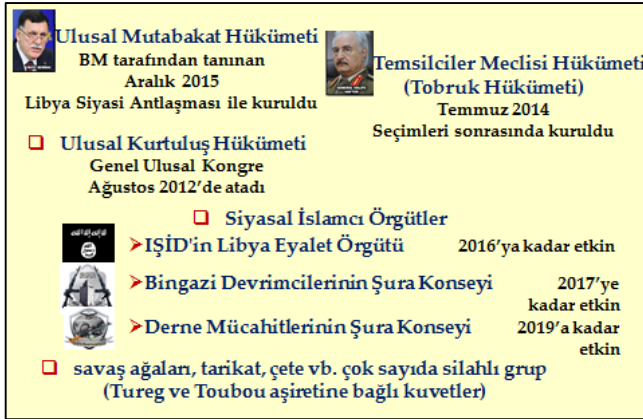 Ulusal Mutabakat Hükümeti
BM tarafından tanınan
Aralık 2015
Libya Siyasi Antlaşması ile kuruldu
Temsilciler Meclisi Hükümeti
(Tobruk Hükümeti)
Temmuz 2014
Seçimleri sonrasında kuruldu
Ulusal Kurtuluş Hükümeti
Genel Ulusal Kongre
Ağustos 2012’de atadı
Siyasal İslamcı Örgütler
IŞİD'in Libya Eyalet Örgütü 2016’ya kadar etkin
Bingazi Devrimcilerinin Şura Konseyi 2017’ye
kadar etkin
Derne Mücahitlerinin Şura Konseyi 2019’a kadar
etkin
savaş ağaları, tarikat, çete vb. çok sayıda silahlı grup
(Tureg ve Toubou aşiretine bağlı kuvetler)